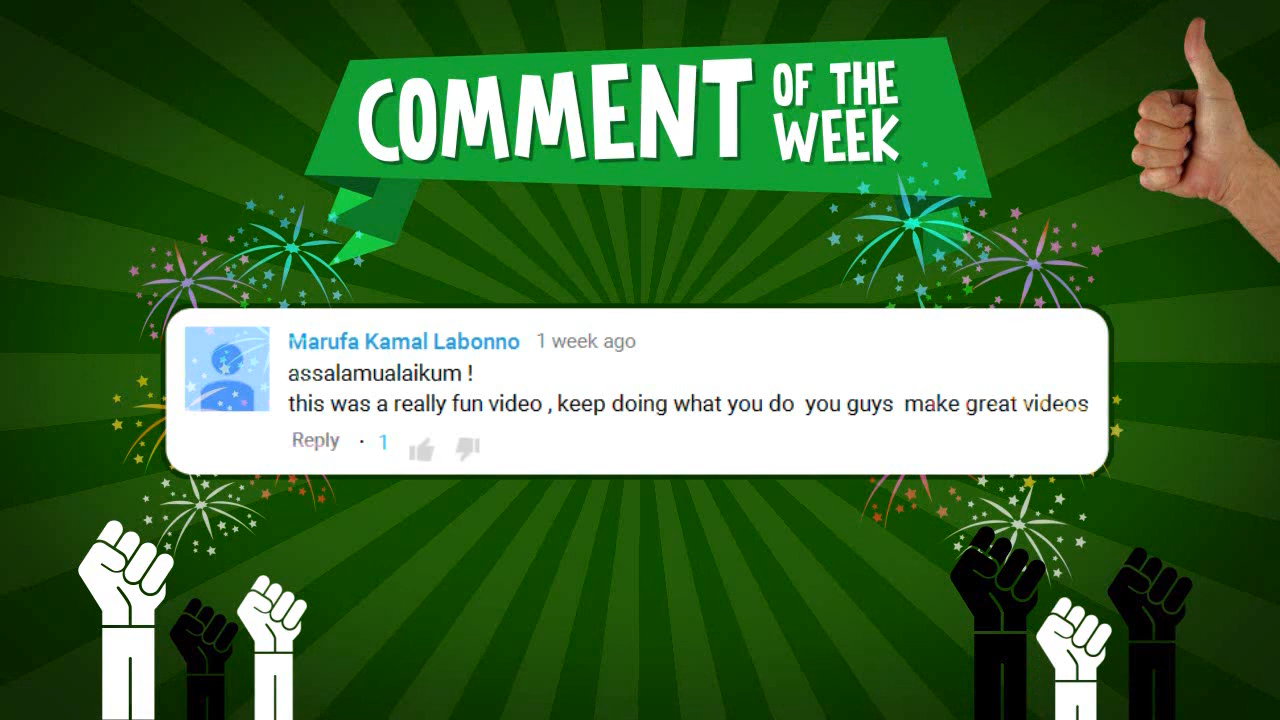 COMMENT OF THE WEEK
Marufa Kamal Labonno 1 week ago
assalamualaikum !
this was a really fun video , keep doing what you do you guys make great videos
Reply · 1